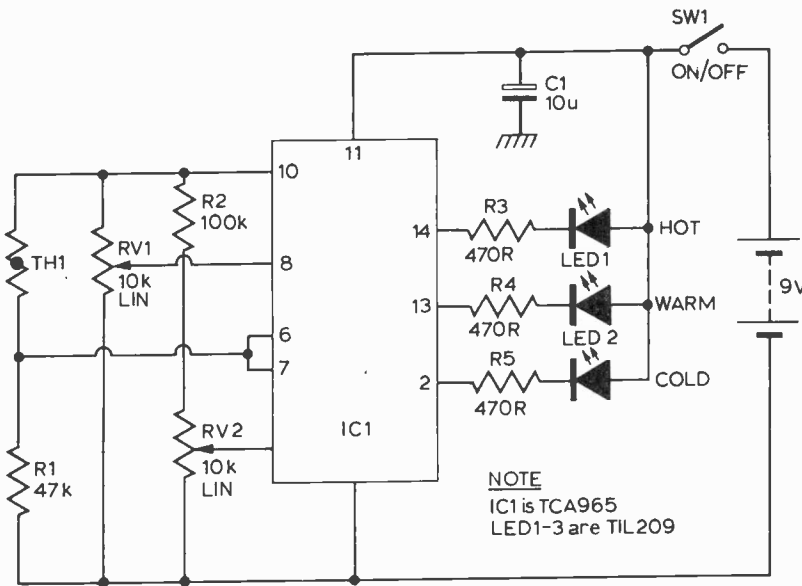 SW1
ON/OFF
C1
10u
11
10
R2
100k
TH1
RV1
10k
LIN
8
14
R3
470R
LED1
HOT
R4
13
470R
LED 2
WARM
9V
6
7
R5
2
470R
COLD
RV2
10k
LIN
IC1
R1
47k
NOTE
IC1 is TCA965
LED1-3 are TIL209